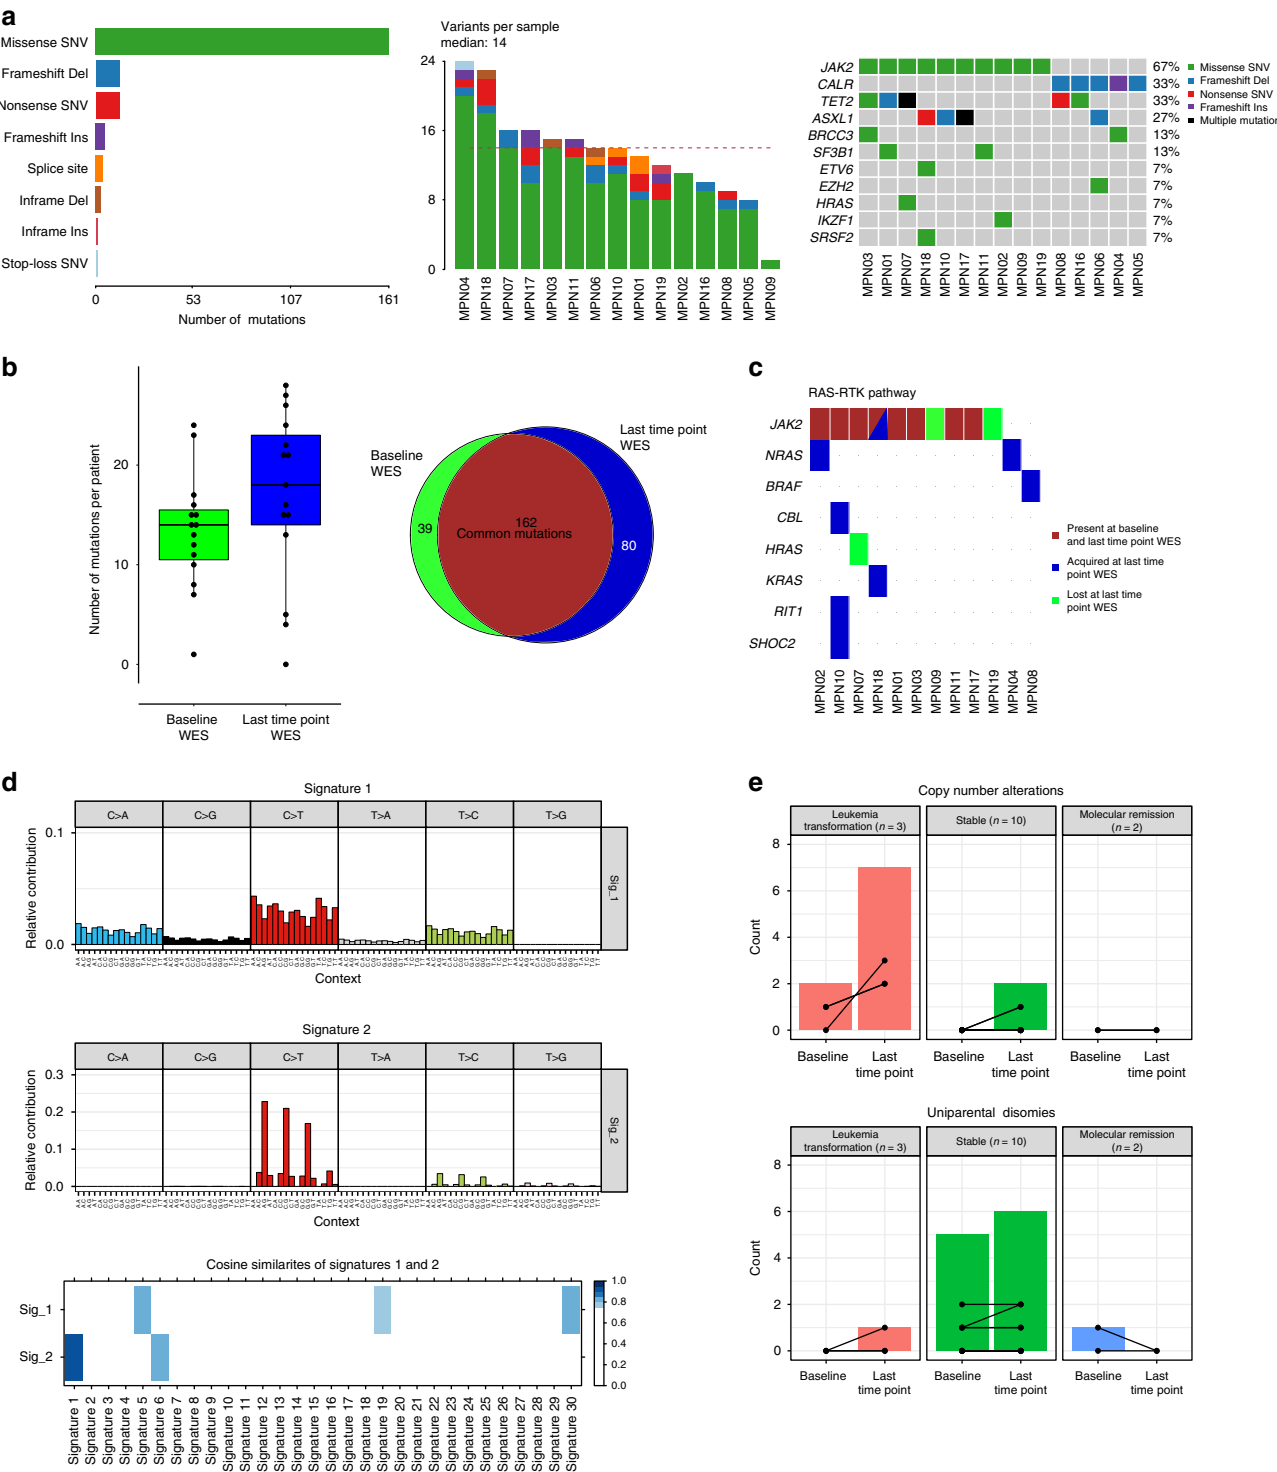 a
Missense SNV
Frameshift Del
Nonsense SNV
Frameshift Ins
Splice site
Inframe Del
Inframe Ins
Stop-loss SNV
0 53 107 161
Number of mutations
Variants per sample
median: 14
24
16
8
0
MPN04 MPN18 MPN07 MPN17 MPN03 MPN11 MPN06 MPN10 MPN01 MPN19 MPN02 MPN16 MPN08 MPN05 MPN09
JAK2 67%
CALR 33%
TET2 33%
ASXL1 27%
BRCC3 13%
SF3B1 13%
ETV6 7%
EZH2 7%
HRAS 7%
IKZF1 7%
SRSF2 7%
MPN03 MPN01 MPN07 MPN18 MPN10 MPN17 MPN11 MPN02 MPN09 MPN19 MPN08 MPN16 MPN06 MPN04 MPN05
Missense SNV
Frameshift Del
Nonsense SNV
Frameshift Ins
Multiple mutation
b
Number of mutations per patient
20
10
0
Baseline
WES
Last time point
WES
Baseline
WES
Last time point
WES
39
162
Common mutations
80
c
RAS-RTK pathway
JAK2
NRAS
BRAF
CBL
HRAS
KRAS
RIT1
SHOC2
MPN02 MPN10 MPN07 MPN18 MPN01 MPN03 MPN09 MPN11 MPN17 MPN19 MPN04 MPN08
Present at baseline
and last time point WES
Acquired at last time
point WES
Lost at last time
point WES
d
Signature 1
C>A C>G C>T T>A T>C T>G
Relative contribution
0.1
0.0
Sig_1
Context
Signature 2
C>A C>G C>T T>A T>C T>G
Relative contribution
0.3
0.2
0.1
0.0
Sig_2
Context
Cosine similarites of signatures 1 and 2
Sig_1
Sig_2
1.0
0.8
0.6
0.4
0.2
0.0
Signature 1 Signature 2 Signature 3 Signature 4 Signature 5 Signature 6 Signature 7 Signature 8 Signature 9 Signature 10 Signature 11 Signature 12 Signature 13 Signature 14 Signature 15 Signature 16 Signature 17 Signature 18 Signature 19 Signature 20 Signature 21 Signature 22 Signature 23 Signature 24 Signature 25 Signature 26 Signature 27 Signature 28 Signature 29 Signature 30
e
Copy number alterations
Leukemia
transformation (n = 3)
Stable (n = 10)
Molecular remission
(n = 2)
Count
8
6
4
2
0
Baseline Last
time point
Baseline Last
time point
Baseline Last
time point
Uniparental disomies
Leukemia
transformation (n = 3)
Stable (n = 10)
Molecular remission
(n = 2)
Count
8
6
4
2
0
Baseline Last
time point
Baseline Last
time point
Baseline Last
time point